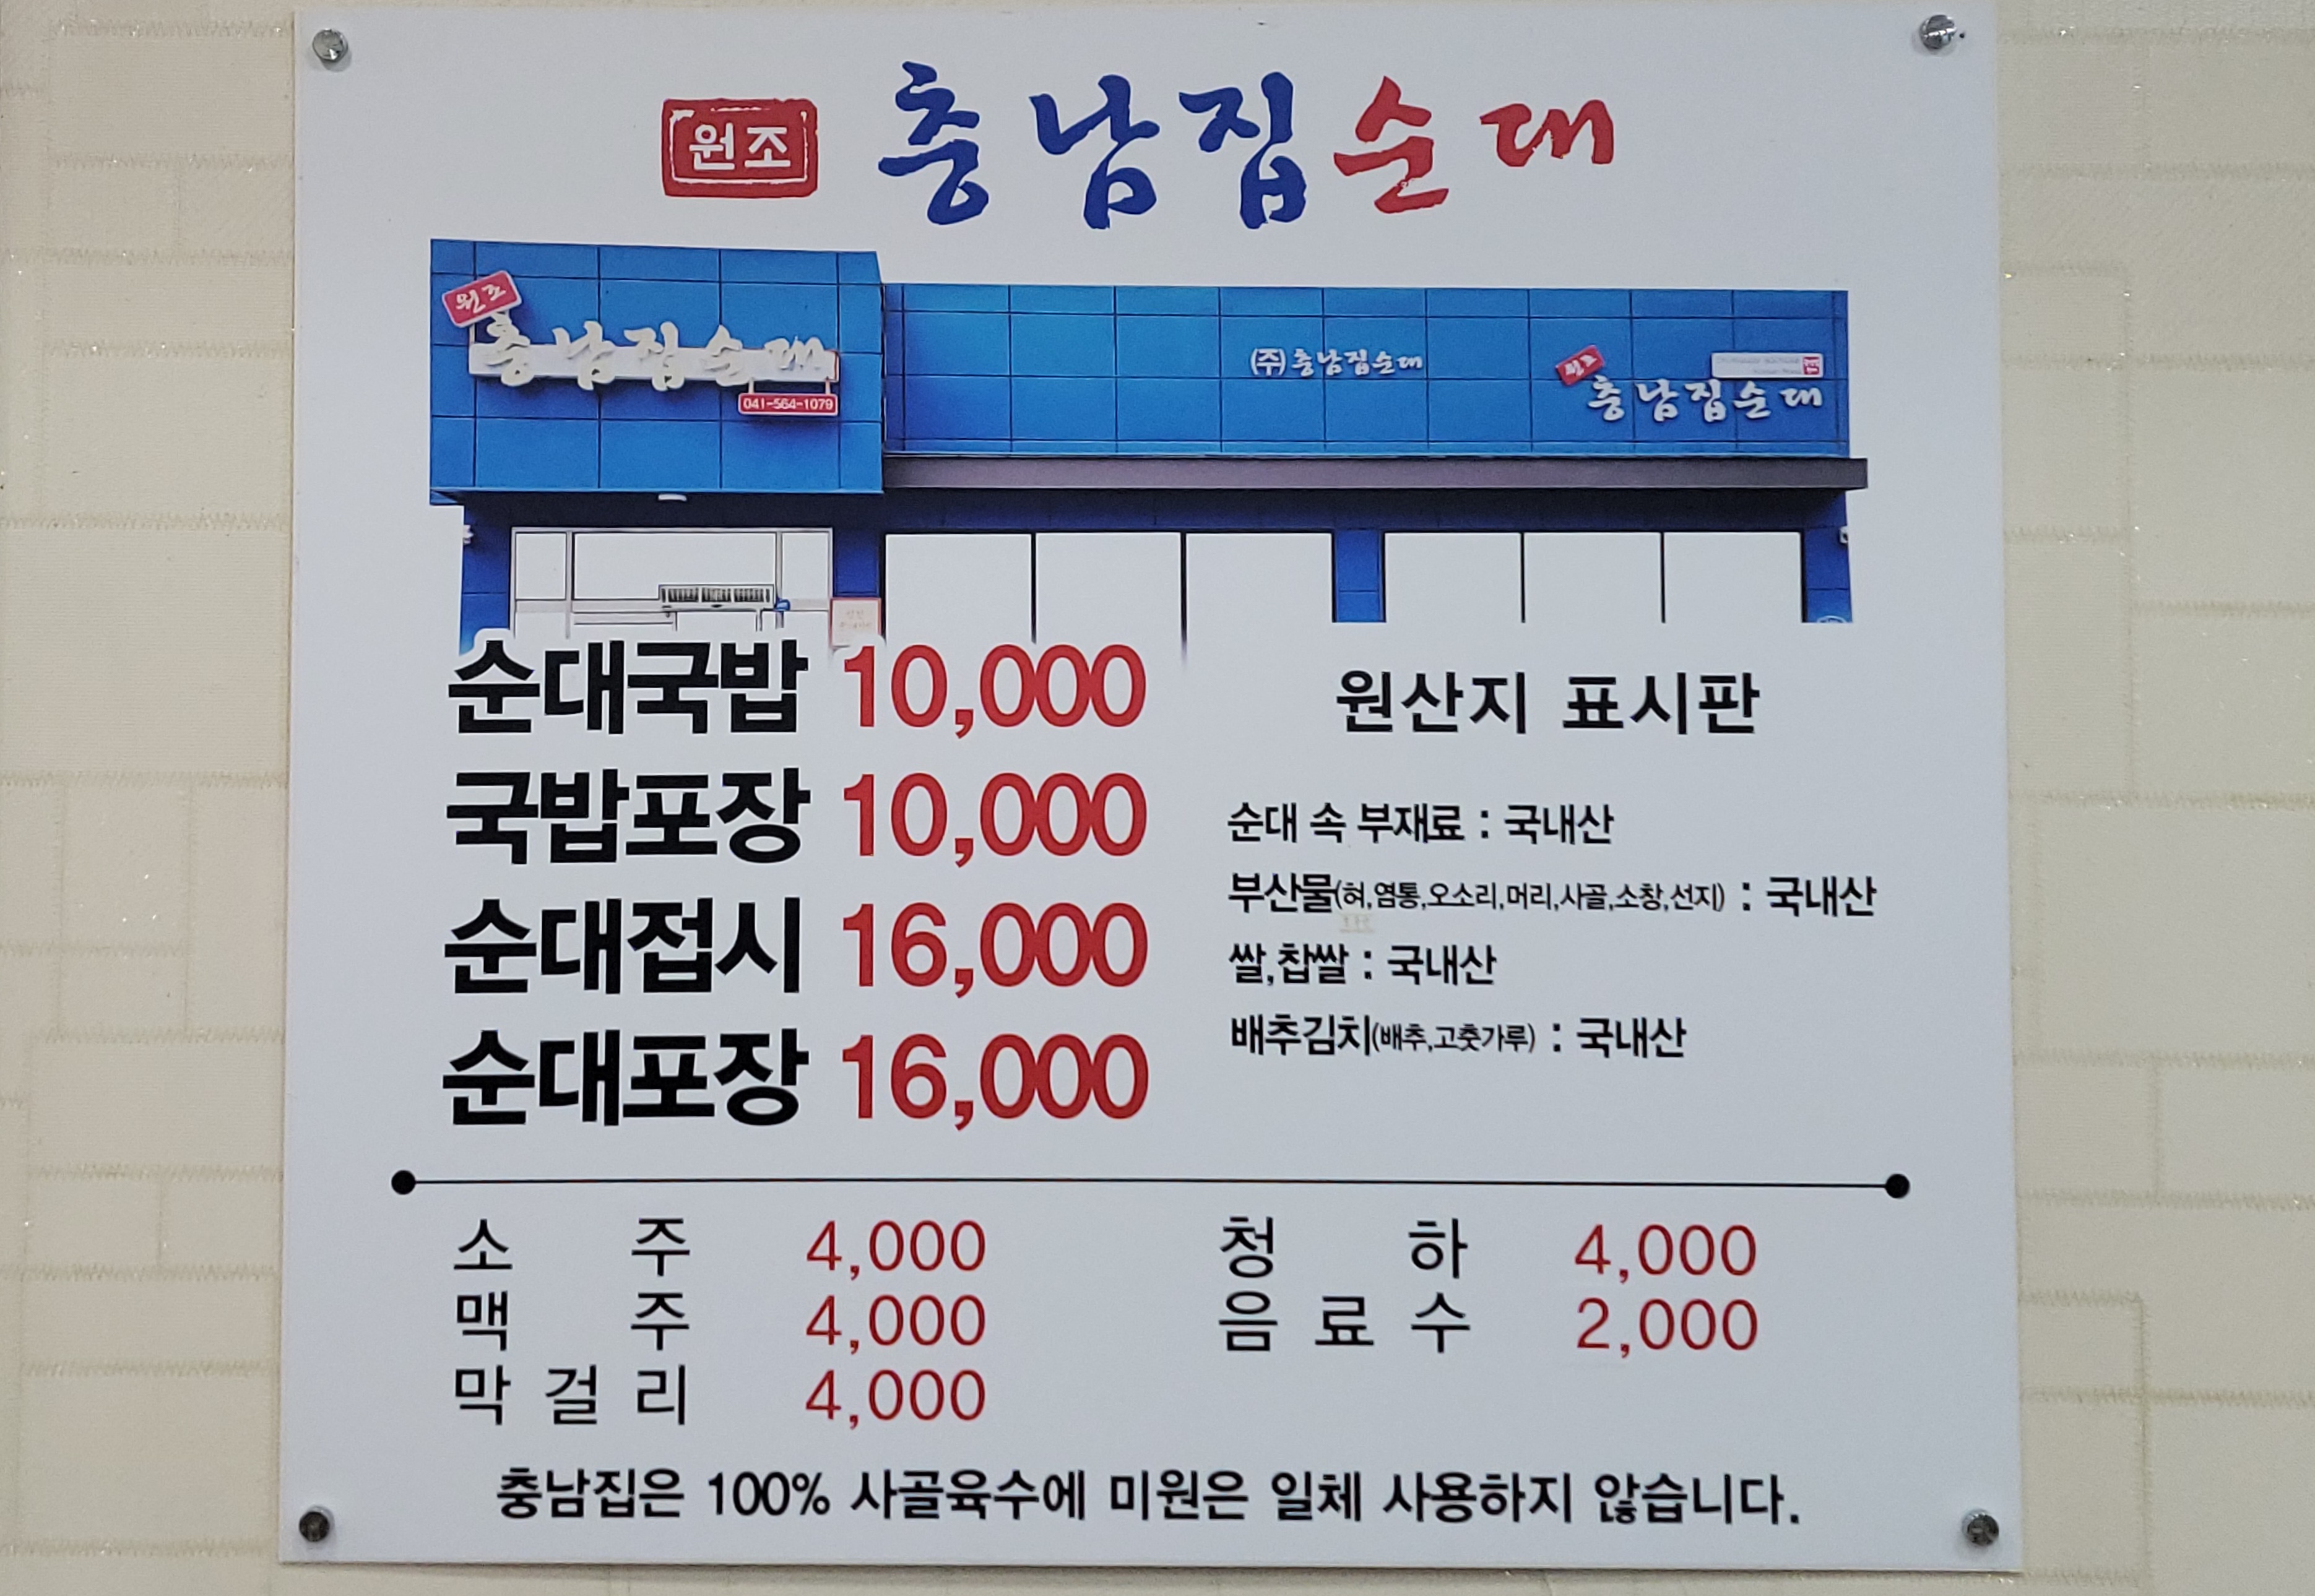 원조 충남집순대
원조
충남집순대
041-564-1079
(주)충남집순대
원조
충남집순대
순대국밥 10,000
국밥포장 10,000
순대접시 16,000
순대포장 16,000
원산지 표시판
순대 속 부재료 : 국내산
부산물(허,염통,오소리,머리,사골,소창,선지) : 국내산
쌀,찹쌀 : 국내산
배추김치(배추,고춧가루) : 국내산
소주 4,000
맥주 4,000
막걸리 4,000
청하 4,000
음료수 2,000
충남집은 100% 사골육수에 미원은 일체 사용하지 않습니다.